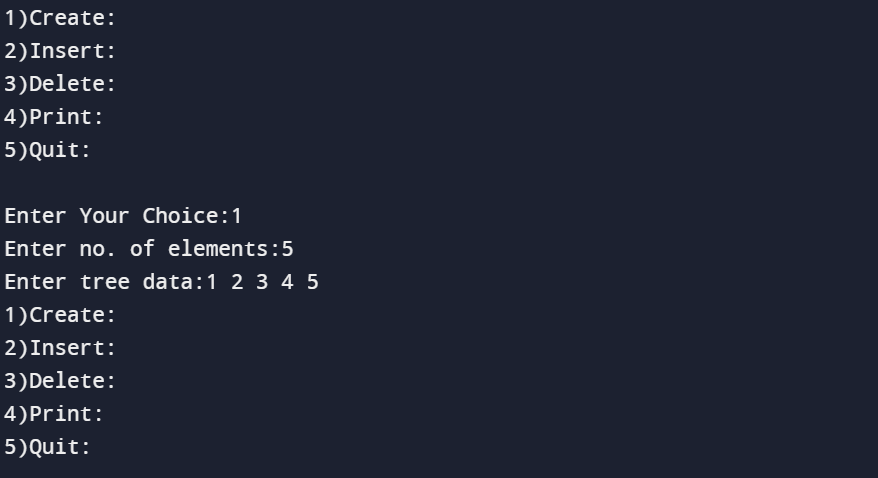 1)Create:
2)Insert:
3)Delete:
4)Print:
5)Quit:

Enter Your Choice:1
Enter no. of elements:5
Enter tree data:1 2 3 4 5
1)Create:
2)Insert:
3)Delete:
4)Print:
5)Quit: